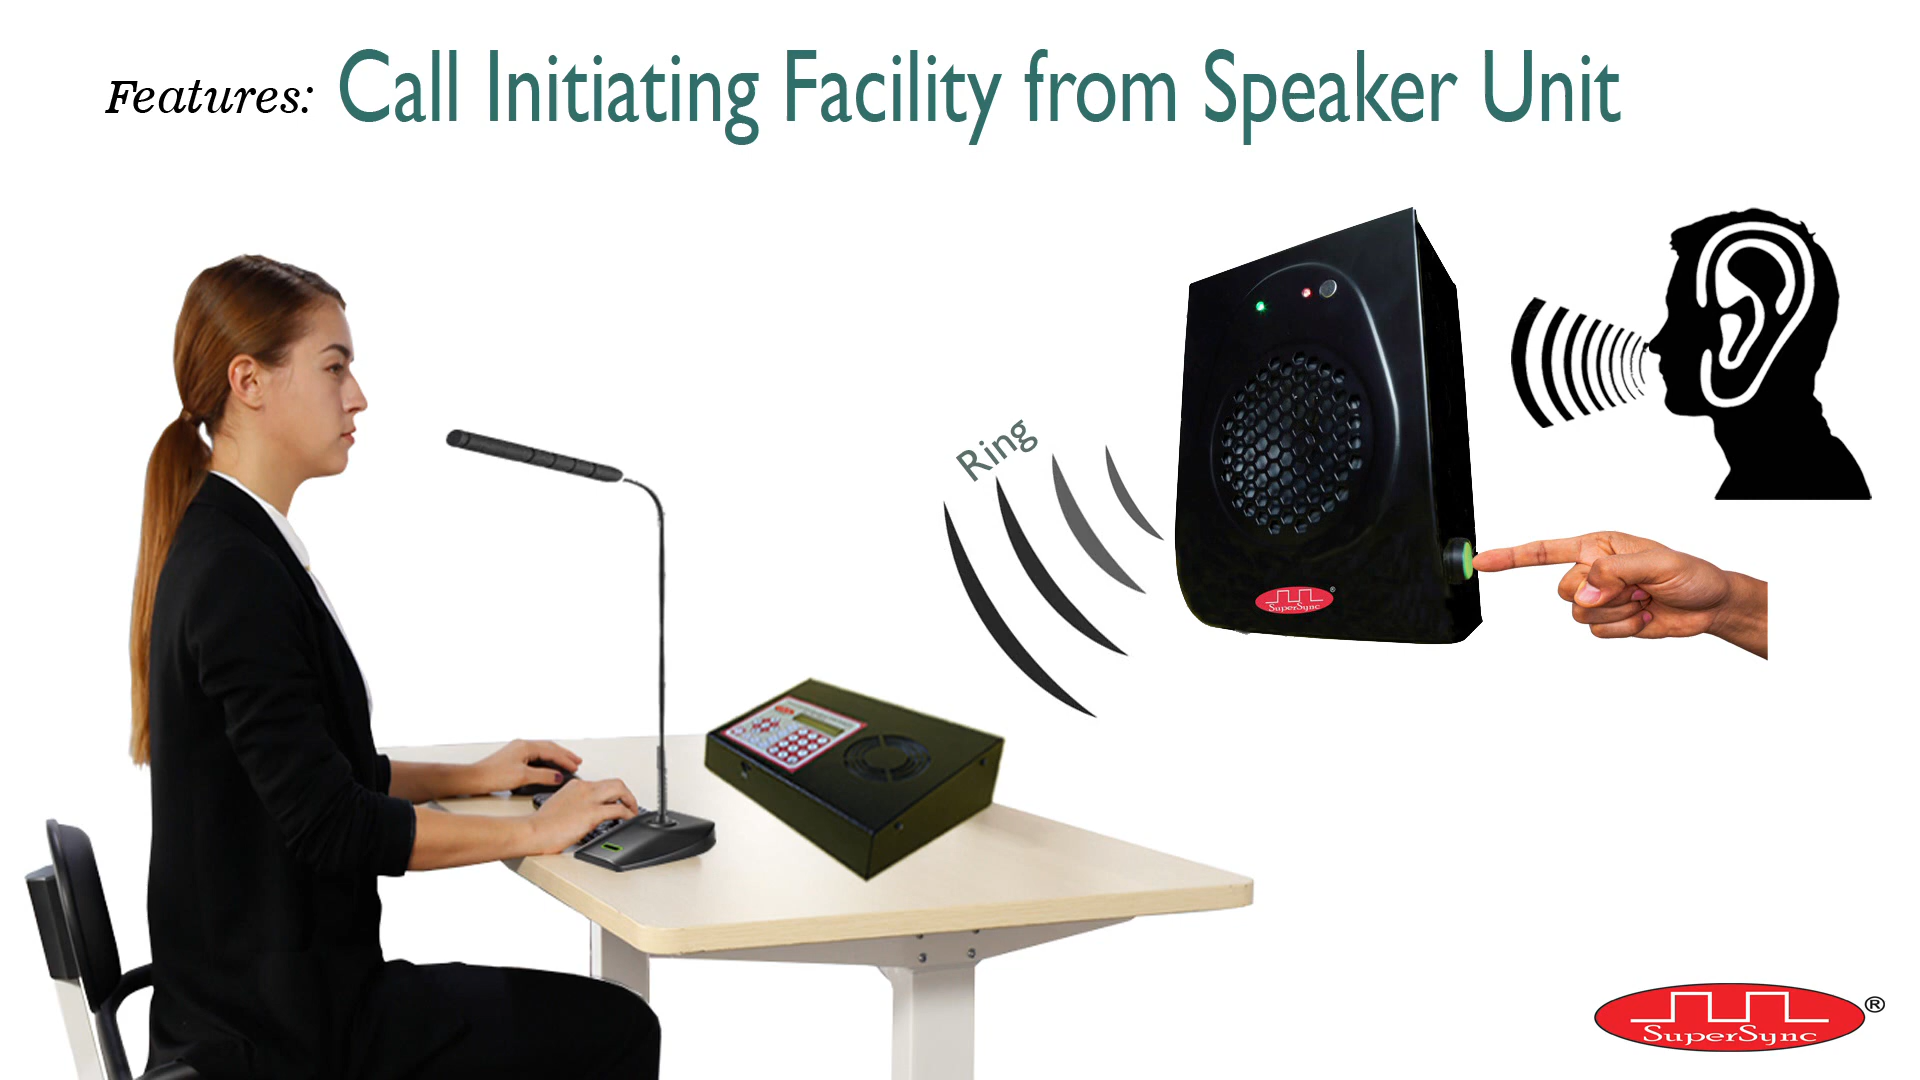 Features: Call Initiating Facility from Speaker Unit
Ring
SuperSync ®
SuperSync ®